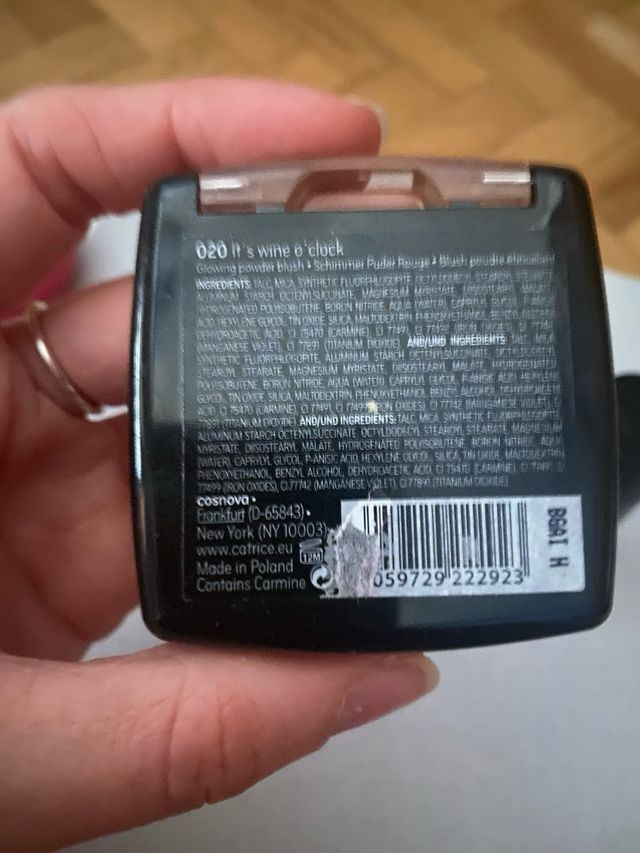 020 It's wine o'clock
Glowing powder blush • Schimmer Puder Rouge • Blush poudre étincelant
INGREDIENTS: TALC, MICA, SYNTHETIC FLUORPHLOGOPITE, OCTYLDODECYL STEAROYL STEARATE,
ALUMINUM STARCH OCTENYLSUCCINATE, MAGNESIUM MYRISTATE, DIISOSTEARYL MALATE,
HYDROGENATED POLYISOBUTENE, BORON NITRIDE, AQUA (WATER), CAPRYLYL GLYCOL,
ACID, HEXYLENE GLYCOL, TIN OXIDE, SILICA, MALTODEXTRIN, PHENOXYETHANOL,
DEHYDROACETIC ACID, CI 75470 (CARMINE), CI 77491, CI 77499 (IRON OXIDES), CI 77742
(MANGANESE VIOLET), CI 77891 (TITANIUM DIOXIDE). AND/UND INGREDIENTS: TALC, MICA,
SYNTHETIC FLUORPHLOGOPITE, ALUMINUM STARCH OCTENYLSUCCINATE, OCTYLDODECYL
STEAROYL STEARATE, MAGNESIUM MYRISTATE, DIISOSTEARYL MALATE, HYDROGENATED
POLYISOBUTENE, BORON NITRIDE, AQUA (WATER), CAPRYLYL GLYCOL, P-ANISIC ACID, HEXYLENE
GLYCOL, TIN OXIDE, SILICA, MALTODEXTRIN, PHENOXYETHANOL, BENZYL ALCOHOL, DEHYDROACETIC
ACID, CI 75470 (CARMINE), CI 77491, CI 77499 (IRON OXIDES), CI 77742 (MANGANESE VIOLET), CI
77891 (TITANIUM DIOXIDE). AND/UND INGREDIENTS: TALC, MICA, SYNTHETIC FLUORPHLOGOPITE,
ALUMINUM STARCH OCTENYLSUCCINATE, OCTYLDODECYL STEAROYL STEARATE, MAGNESIUM
MYRISTATE, DIISOSTEARYL MALATE, HYDROGENATED POLYISOBUTENE, BORON NITRIDE, AQUA
(WATER), CAPRYLYL GLYCOL, P-ANISIC ACID, HEXYLENE GLYCOL, SILICA, TIN OXIDE, MALTODEXTRIN,
PHENOXYETHANOL, BENZYL ALCOHOL, DEHYDROACETIC ACID, CI 75470 (CARMINE), CI 77491, CI
77499 (IRON OXIDES), CI 77742 (MANGANESE VIOLET), CI 77891 (TITANIUM DIOXIDE).
cosnova •
Frankfurt (D-65843) •
New York (NY 10003)
www.catrice.eu
12M
Made in Poland
Contains Carmine
059729 222923
BGA1 H